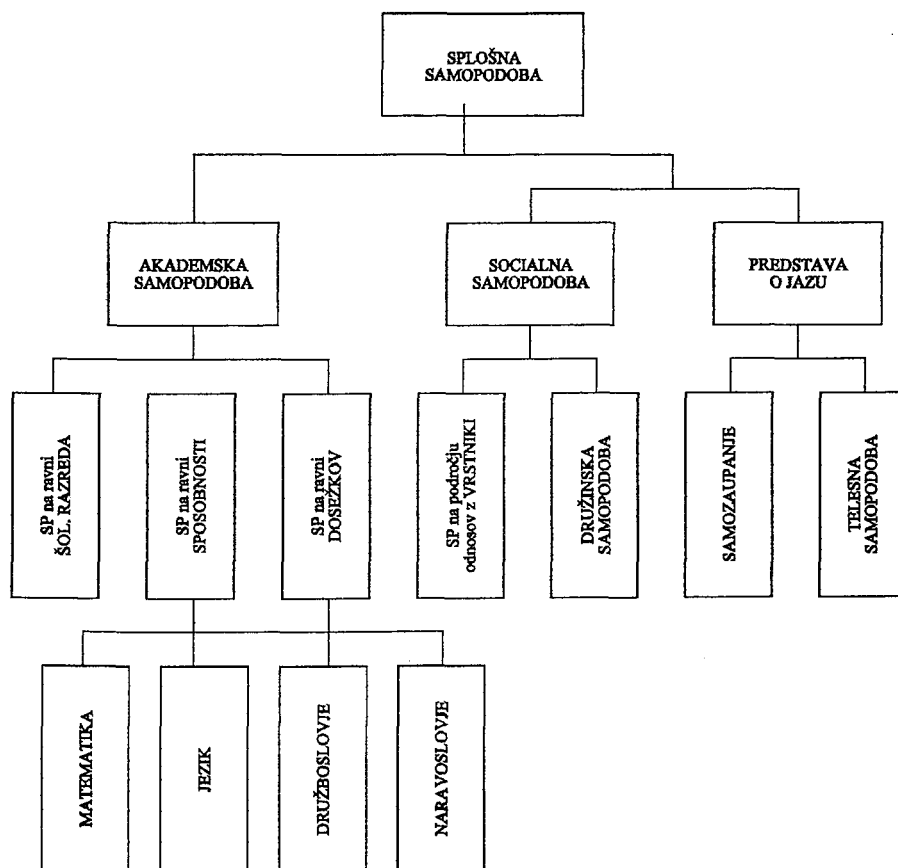 SPLOŠNA
SAMOPODOBA
AKADEMSKA
SAMOPODOBA
SOCIALNA
SAMOPODOBA
PREDSTAVA
O JAZU
SP na ravni
ŠOL. RAZREDA
SP na ravni
SPOSOBNOSTI
SP na ravni
DOSEŽKOV
SP na področju
odnosov z VRSTNIKI
DRUŽINSKA
SAMOPODOBA
SAMOZAUPANJE
TELESNA
SAMOPODOBA
MATEMATIKA
JEZIK
DRUŽBOSLOVJE
NARAVOSLOVJE